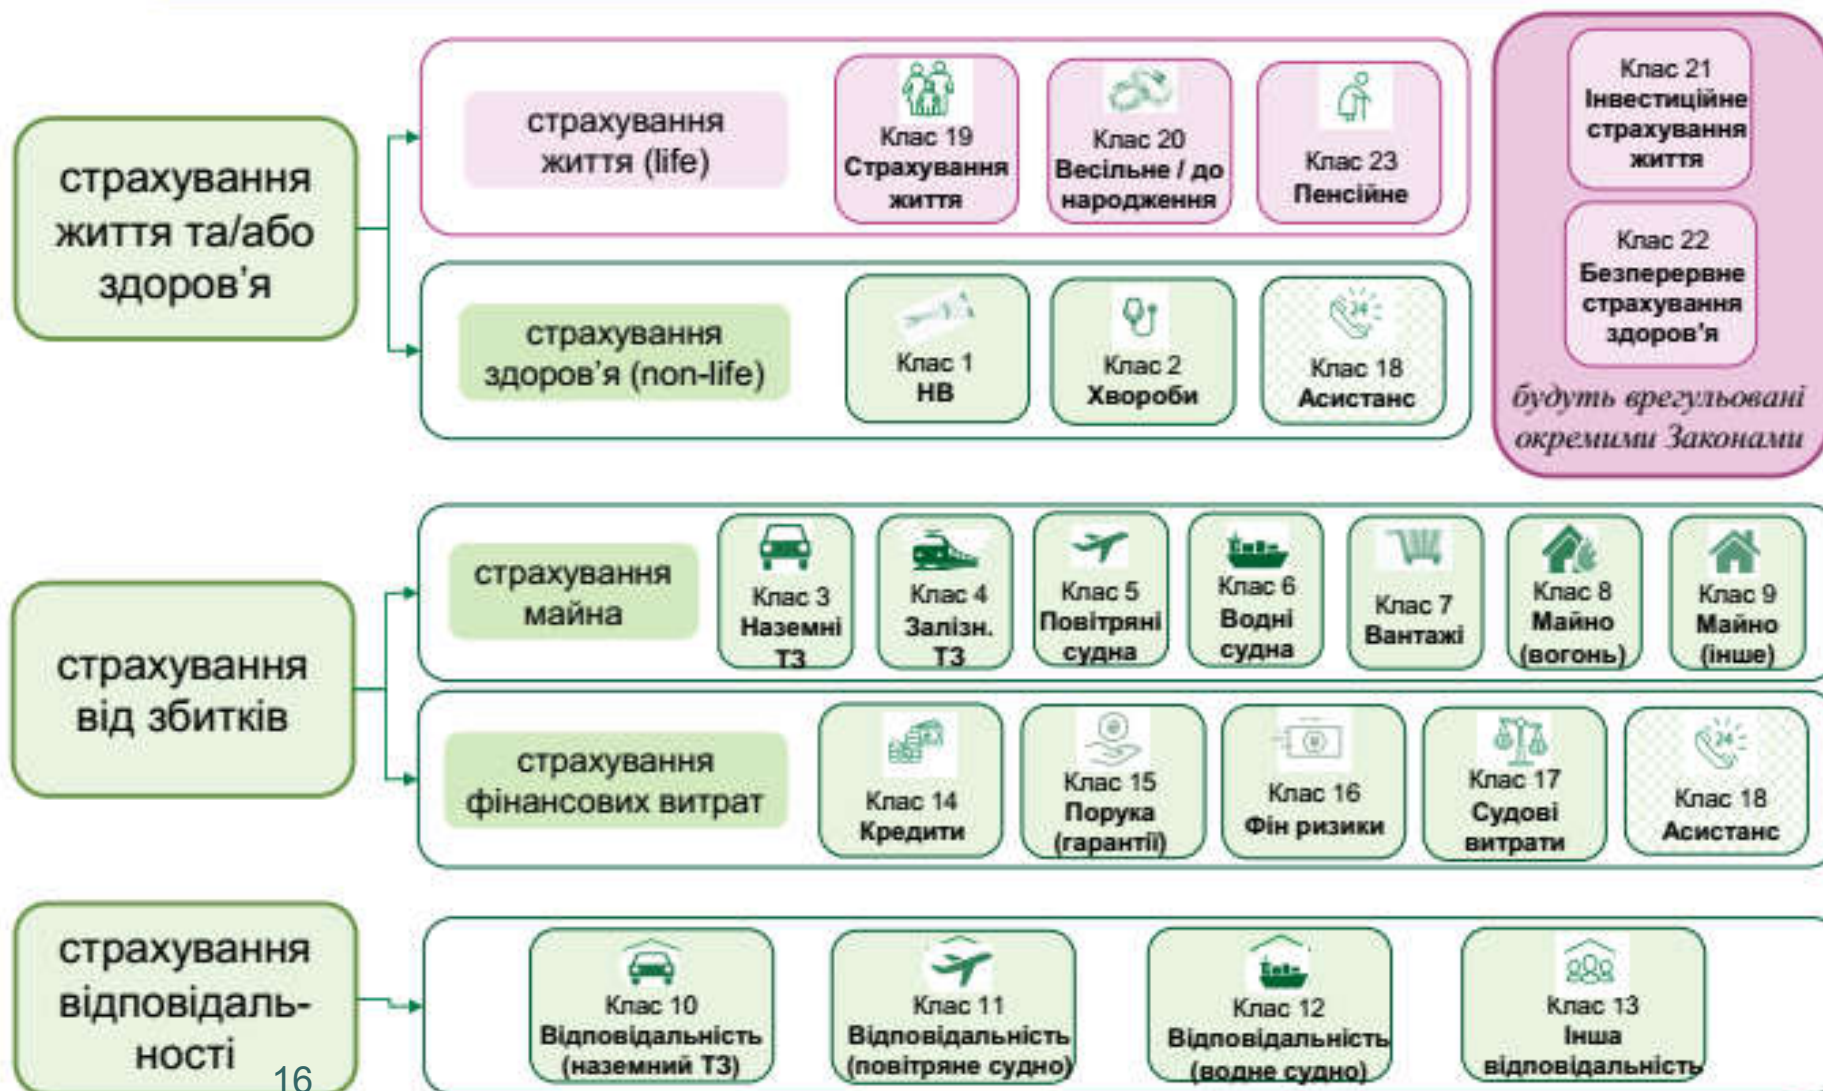 страхування
життя та/або
здоров'я
страхування
життя (life)
Клас 19
Страхування
життя
Клас 20
Весільне / до
народження
Клас 23
Пенсійне
Клас 21
Інвестиційне
страхування
життя
Клас 22
Безперервне
страхування
здоров'я
будуть врегульовані
окремими Законами
страхування
здоров'я (non-life)
Клас 1
НВ
Клас 2
Хвороби
24
Клас 18
Асистанс
страхування
від збитків
страхування
майна
Клас 3
Наземні
ТЗ
Клас 4
Залізн.
ТЗ
Клас 5
Повітряні
судна
Клас 6
Водні
судна
Клас 7
Вантажі
Клас 8
Майно
(вогонь)
Клас 9
Майно
(інше)
страхування
фінансових витрат
Клас 14
Кредити
Клас 15
Порука
(гарантії)
Клас 16
Фін ризики
Клас 17
Судові
витрати
24
Клас 18
Асистанс
страхування
відповідаль-
ності
Клас 10
Відповідальність
(наземний ТЗ)
Клас 11
Відповідальність
(повітряне судно)
Клас 12
Відповідальність
(водне судно)
Клас 13
Інша
відповідальність
16